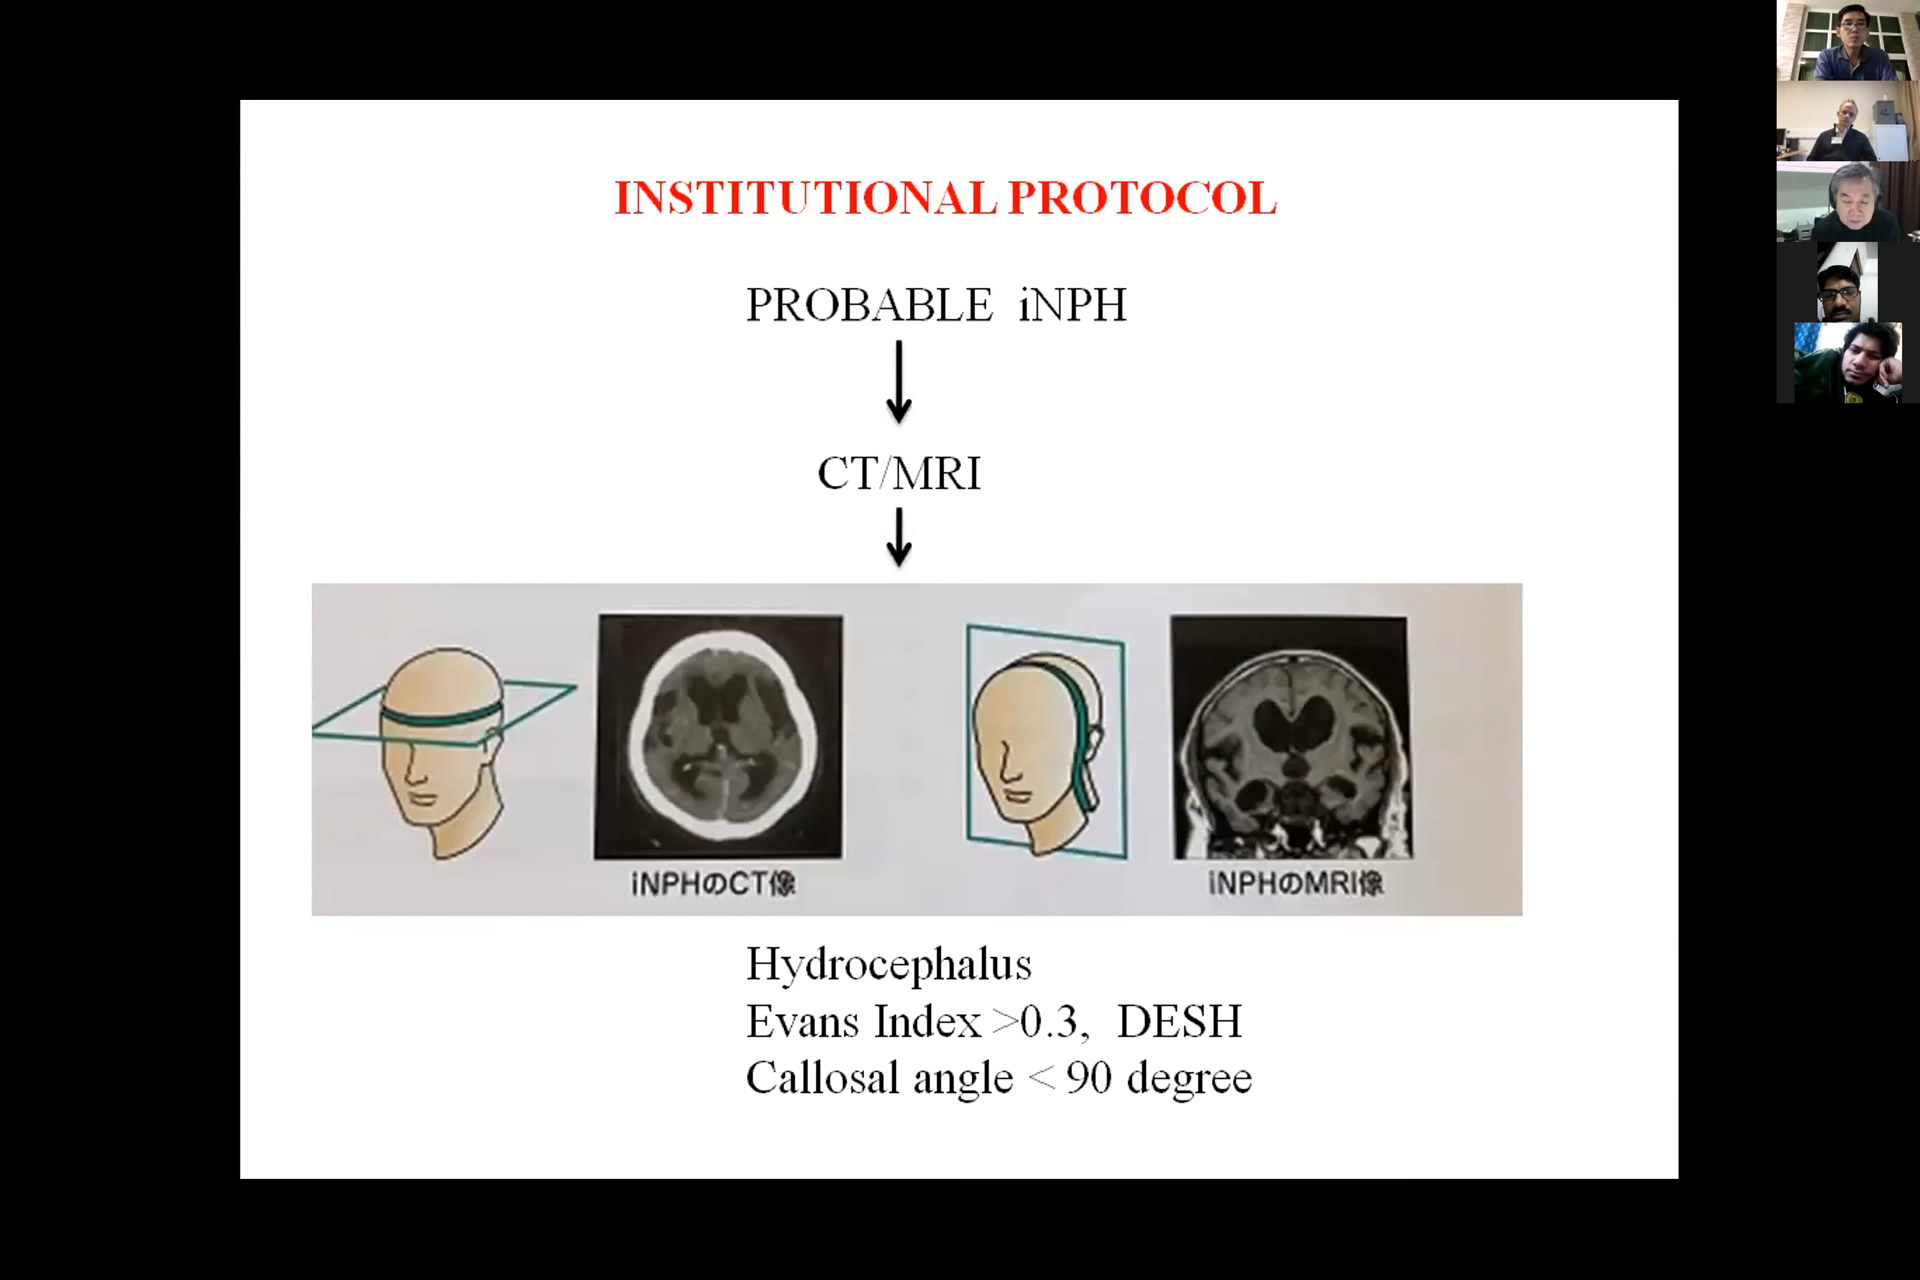 INSTITUTIONAL PROTOCOL
PROBABLE iNPH
CT/MRI
iNPHのCT像
iNPHのMRI像
Hydrocephalus
Evans Index >0.3, DESH
Callosal angle < 90 degree